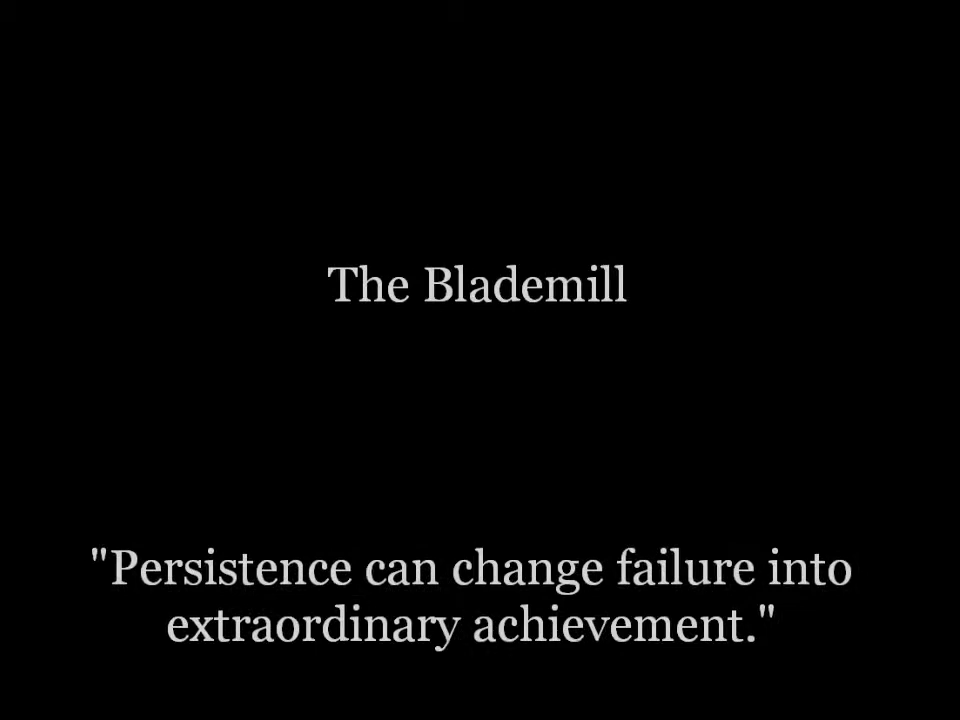 The Blademill
"Persistence can change failure into
extraordinary achievement."